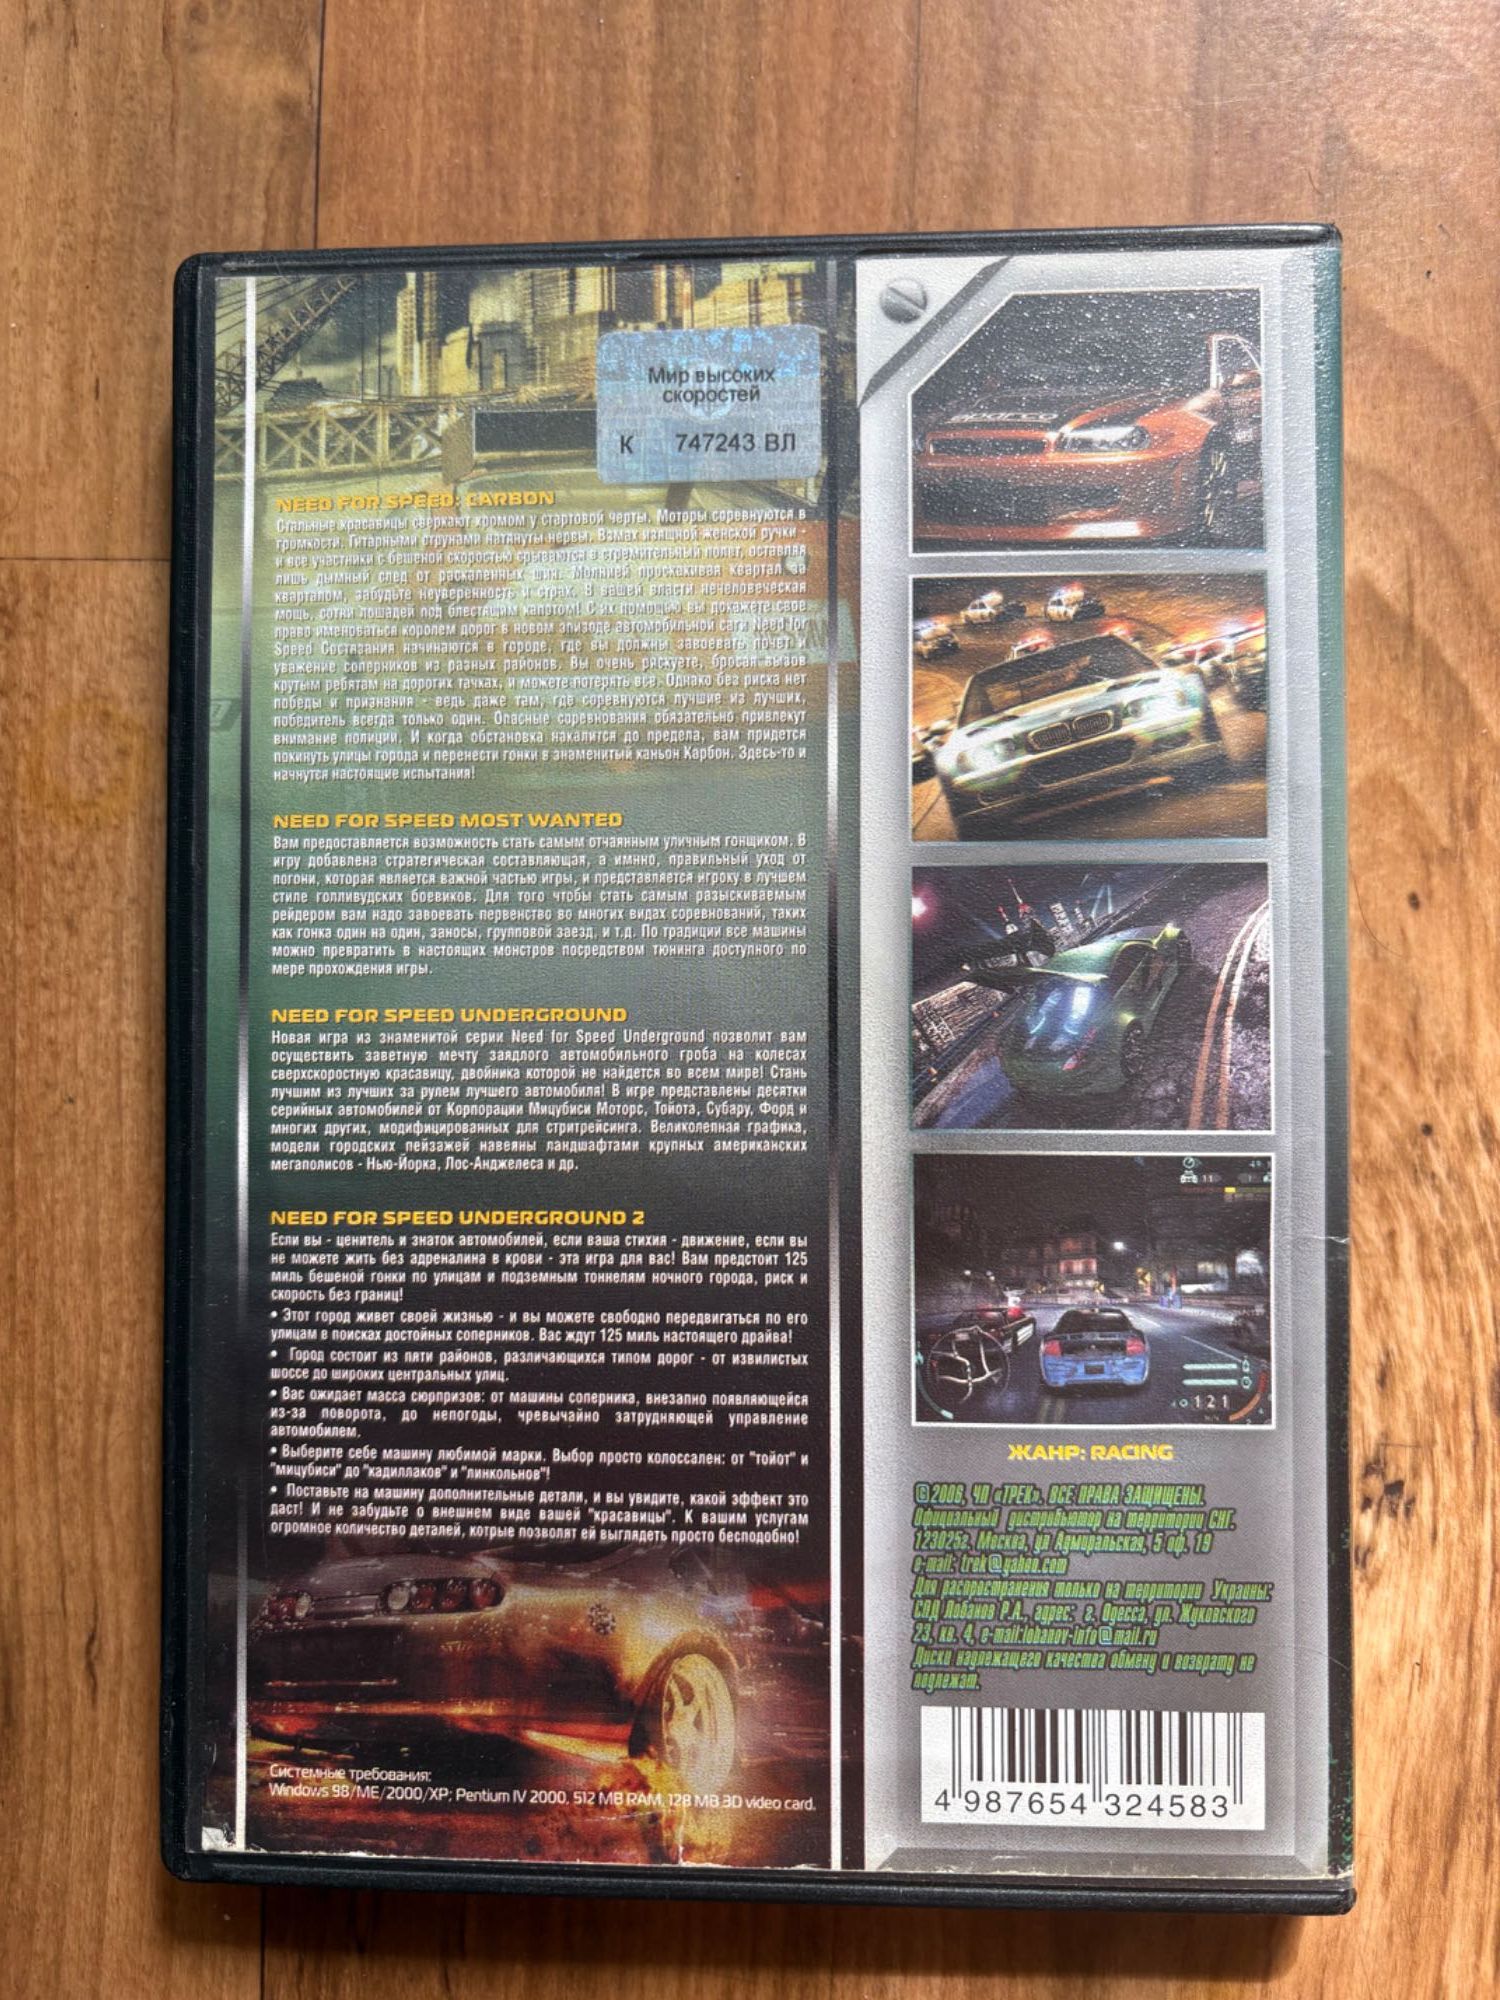 Мир высоких
скоростей
К 747243 ВЛ
NEED FOR SPEED: CARBON
Стальные красавицы сверкают хромом у стартовой черты. Моторы соревнуются в
громкости. Гитарными струнами натянуты нервы. Взмах изящной женской ручки -
и все участники с бешеной скоростью срываются в стремительный полет, оставляя
лишь дымный след от раскаленных шин. Молнией проскакивая квартал за
кварталом, забудьте неуверенность и страх. В вашей власти нечеловеческая
мощь, сотни лошадей под блестящим капотом! С их помощью вы докажете свое
право именоваться королем дорог в новом эпизоде автомобильной саги Need for
Speed Состязания начинаются в городе, где вы должны завоевать почет и
уважение соперников из разных районов. Вы очень рискуете, бросая вызов
крутым ребятам на дорогих тачках, и можете потерять все. Однако без риска нет
победы и признания - ведь даже там, где соревнуются лучшие из лучших,
победитель всегда только один. Опасные соревнования обязательно привлекут
внимание полиции. И когда обстановка накалится до предела, вам придется
покинуть улицы города и перенести гонки в знаменитый каньон Карбон. Здесь-то и
начнутся настоящие испытания!
NEED FOR SPEED MOST WANTED
Вам предоставляется возможность стать самым отчаянным уличным гонщиком. В
игру добавлена стратегическая составляющая, а имнно, правильный уход от
погони, которая является важной частью игры, и представляется игроку в лучшем
стиле голливудских боевиков. Для того чтобы стать самым разыскиваемым
рейдером вам надо завоевать первенство во многих видах соревнований, таких
как гонка один на один, заносы, групповой заезд, и т.д. По традиции все машины
можно превратить в настоящих монстров посредством тюнинга доступного по
мере прохождения игры.
NEED FOR SPEED UNDERGROUND
Новая игра из знаменитой серии Need for Speed Underground позволит вам
осуществить заветную мечту заядлого автомобильного гроба на колесах
сверхскоростную красавицу, двойника которой не найдется во всем мире! Стань
лучшим из лучших за рулем лучшего автомобиля! В игре представлены десятки
серийных автомобилей от Корпорации Мицубиси Моторс, Тойота, Субару, Форд и
многих других, модифицированных для стритрейсинга. Великолепная графика,
модели городских пейзажей навеяны ландшафтами крупных американских
мегаполисов - Нью-Йорка, Лос-Анджелеса и др.
NEED FOR SPEED UNDERGROUND 2
Если вы - ценитель и знаток автомобилей, если ваша стихия - движение, если вы
не можете жить без адреналина в крови - эта игра для вас! Вам предстоит 125
миль бешеной гонки по улицам и подземным тоннелям ночного города, риск и
скорость без границ!
• Этот город живет своей жизнью - и вы можете свободно передвигаться по его
улицам в поисках достойных соперников. Вас ждут 125 миль настоящего драйва!
• Город состоит из пяти районов, различающихся типом дорог - от извилистых
шоссе до широких центральных улиц.
• Вас ожидает масса сюрпризов: от машины соперника, внезапно появляющейся
из-за поворота, до непогоды, чревычайно затрудняющей управление
автомобилем.
• Выберите себе машину любимой марки. Выбор просто колоссален: от "тойот" и
"мицубиси" до "кадиллаков" и "линкольнов"!
• Поставьте на машину дополнительные детали, и вы увидите, какой эффект это
даст! И не забудьте о внешнем виде вашей "красавицы". К вашим услугам
огромное количество деталей, котрые позволят ей выглядеть просто бесподобно!
Системные требования:
Windows 98/ME/2000/XP; Pentium IV 2000, 512 MB RAM, 128 MB 3D video card.
sparco
11
121
ЖАНР: RACING
©2006, ЧП «ТРЕК». ВСЕ ПРАВА ЗАЩИЩЕНЫ.
Официальный дистрибьютор на территории СНГ.
123025г. Москва, ул Адмиральская, 5 оф. 19
e-mail: trek@yahoo.com
Для распространения только на территории Украины:
СПД Лобанов Р.А., адрес: г. Одесса, ул. Жуковского
23, кв. 4, e-mail:lobanov-info@mail.ru
Диски надлежащего качества обмену и возврату не
подлежат.
4 987654 324583